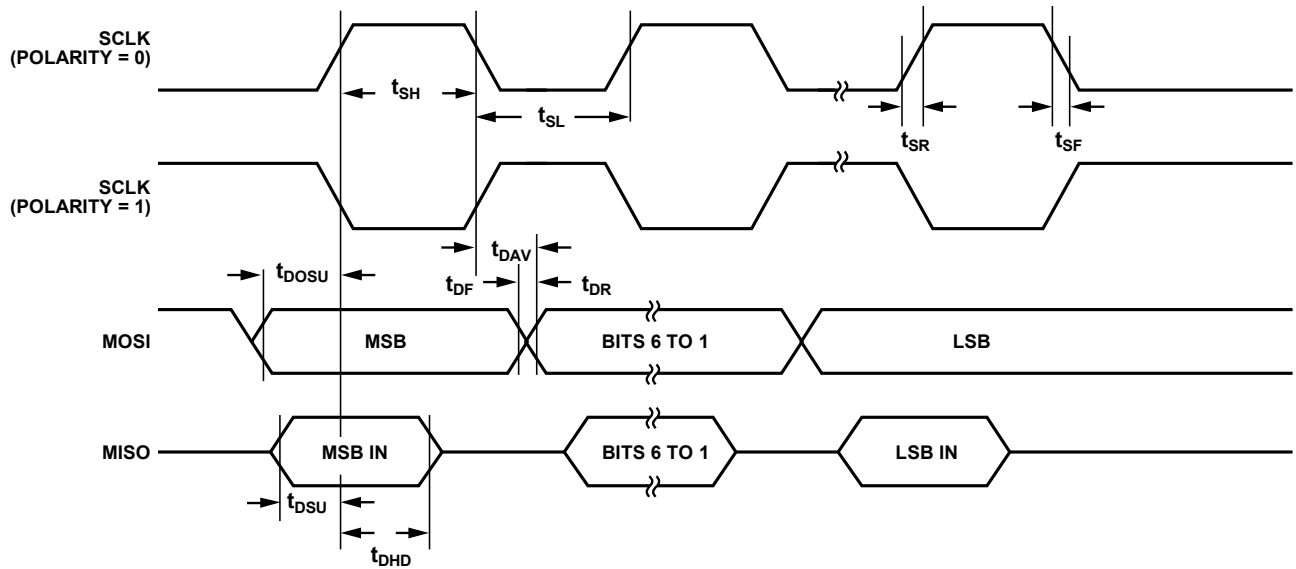 SCLK
(POLARITY = 0)
tSH
tSL
tSR
tSF
SCLK
(POLARITY = 1)
tDAV
tDOSU
tDF
tDR
MOSI
MSB
BITS 6 TO 1
LSB
MISO
MSB IN
BITS 6 TO 1
LSB IN
tDSU
tDHD